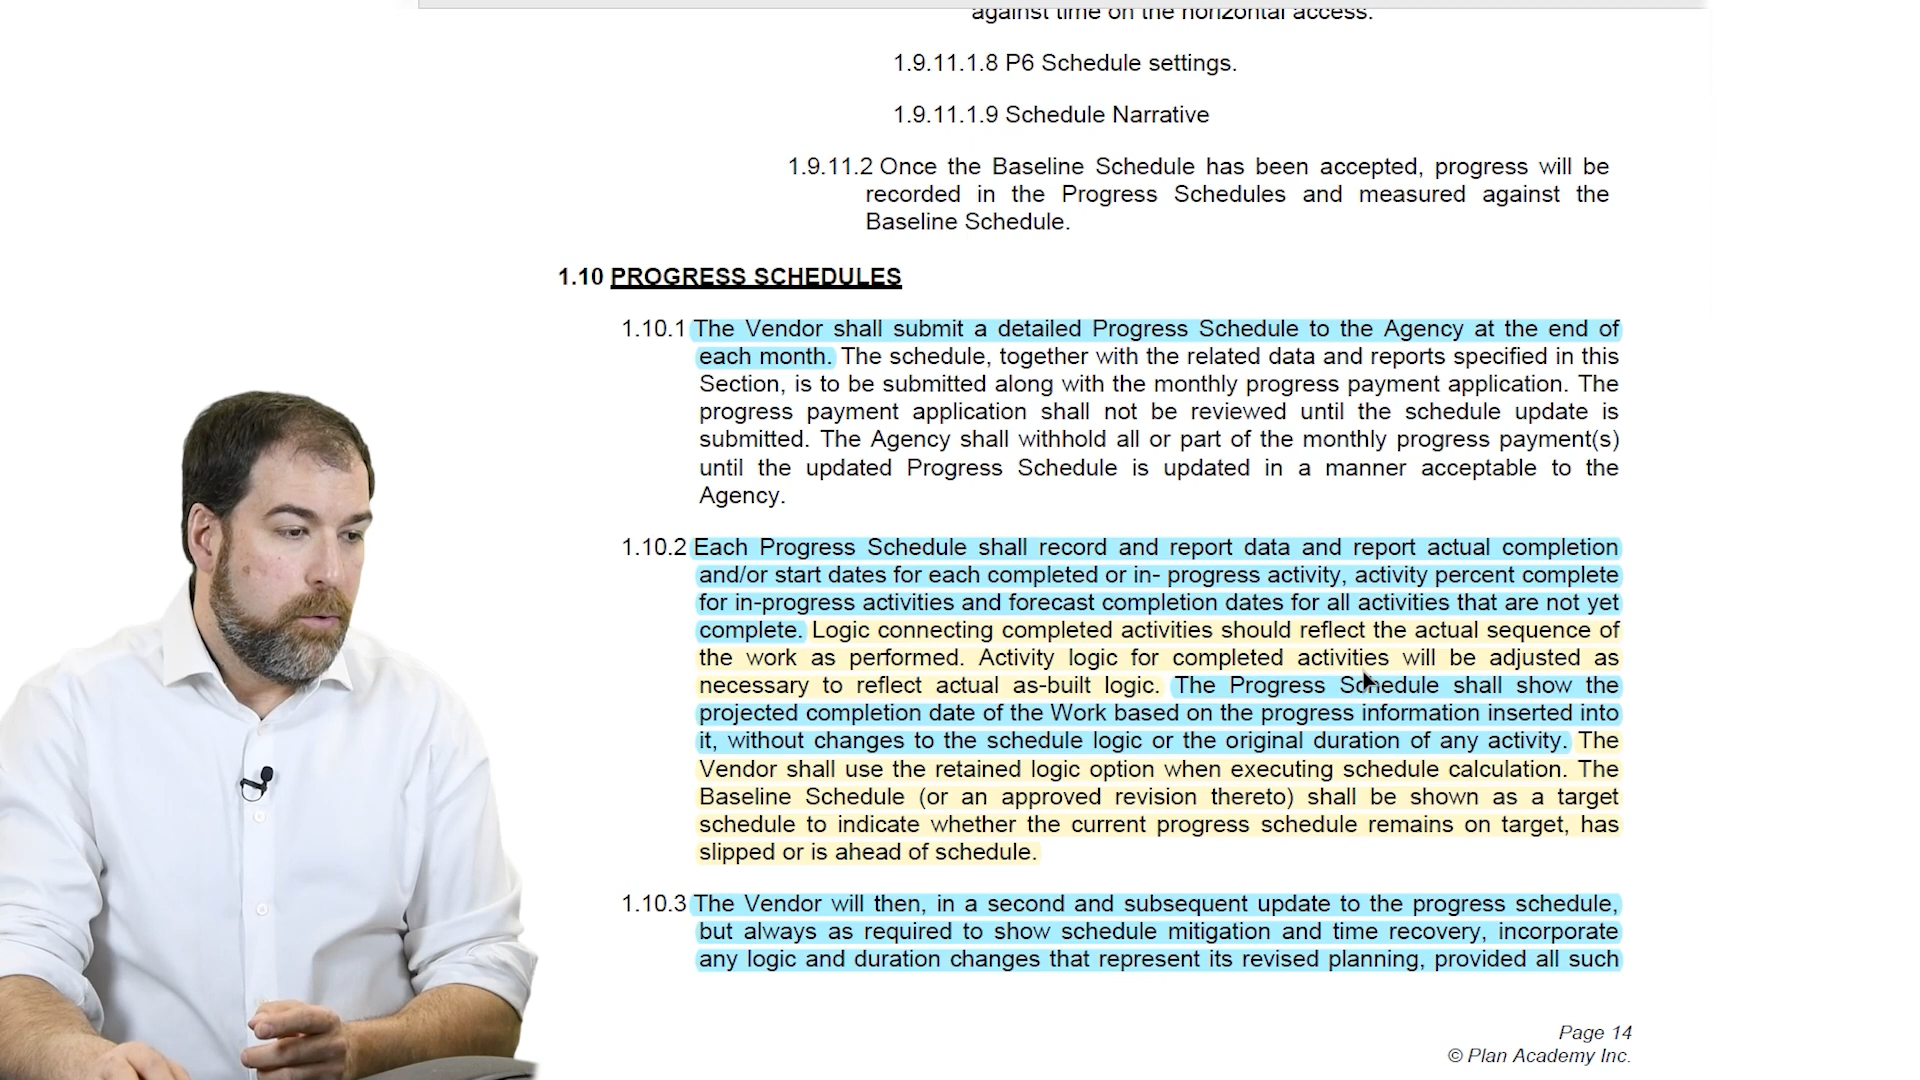 against time on the horizontal access.
1.9.11.1.8 P6 Schedule settings.
1.9.11.1.9 Schedule Narrative
1.9.11.2 Once the Baseline Schedule has been accepted, progress will be
recorded in the Progress Schedules and measured against the
Baseline Schedule.
1.10 PROGRESS SCHEDULES
1.10.1 The Vendor shall submit a detailed Progress Schedule to the Agency at the end of
each month. The schedule, together with the related data and reports specified in this
Section, is to be submitted along with the monthly progress payment application. The
progress payment application shall not be reviewed until the schedule update is
submitted. The Agency shall withhold all or part of the monthly progress payment(s)
until the updated Progress Schedule is updated in a manner acceptable to the
Agency.
1.10.2 Each Progress Schedule shall record and report data and report actual completion
and/or start dates for each completed or in- progress activity, activity percent complete
for in-progress activities and forecast completion dates for all activities that are not yet
complete. Logic connecting completed activities should reflect the actual sequence of
the work as performed. Activity logic for completed activities will be adjusted as
necessary to reflect actual as-built logic. The Progress Schedule shall show the
projected completion date of the Work based on the progress information inserted into
it, without changes to the schedule logic or the original duration of any activity. The
Vendor shall use the retained logic option when executing schedule calculation. The
Baseline Schedule (or an approved revision thereto) shall be shown as a target
schedule to indicate whether the current progress schedule remains on target, has
slipped or is ahead of schedule.
1.10.3 The Vendor will then, in a second and subsequent update to the progress schedule,
but always as required to show schedule mitigation and time recovery, incorporate
any logic and duration changes that represent its revised planning, provided all such
Page 14
© Plan Academy Inc.